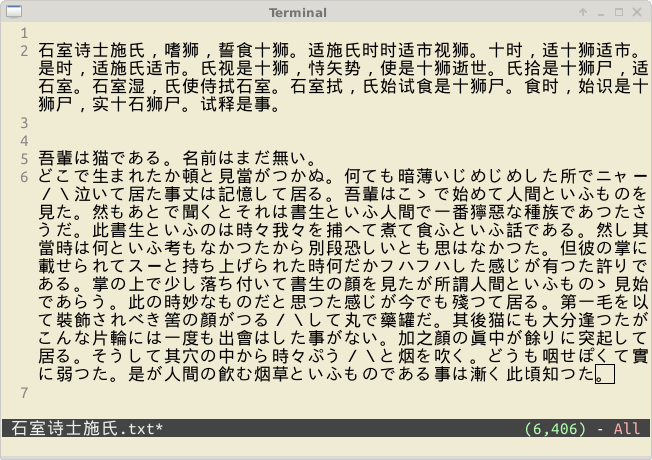 Terminal
1
2 石室诗士施氏，嗜狮，誓食十狮。适施氏时时适市视狮。十时，适十狮适市。
是时，适施氏适市。氏视是十狮，恃矢势，使是十狮逝世。氏拾是十狮尸，适
石室。石室湿，氏使侍拭石室。石室拭，氏始试食是十狮尸。食时，始识是十
狮尸，实十石狮尸。试释是事。
3
4
5 吾輩は猫である。名前はまだ無い。
6 どこで生まれたか頓と見當がつかぬ。何ても暗薄いじめじめした所でニャー
／＼泣いて居た事丈は記憶して居る。吾輩はこゝで始めて人間といふものを
見た。然もあとで聞くとそれは書生といふ人間で一番獰惡な種族であつたさ
うだ。此書生といふのは時々我々を捕へて煮て食ふといふ話である。然し其
當時は何といふ考もなかつたから別段恐しいとも思はなかつた。但彼の掌に
載せられてスーと持ち上げられた時何だかフハフハした感じが有つた許りで
ある。掌の上で少し落ち付いて書生の顔を見たが所謂人間といふものゝ見始
であらう。此の時妙なものだと思つた感じが今でも殘つて居る。第一毛を以
て裝飾されべき筈の顔がつる／＼して丸で藥罐だ。其後猫にも大分逢つたが
こんな片輪には一度も出會はした事がない。加之顔の眞中が餘りに突起して
居る。そうして其穴の中から時々ぷう／＼と烟を吹く。どうも咽せぽくて實
に弱つた。是が人間の飮む烟草といふものである事は漸く此頃知つた。
7
石室诗士施氏.txt* (6,406) - All